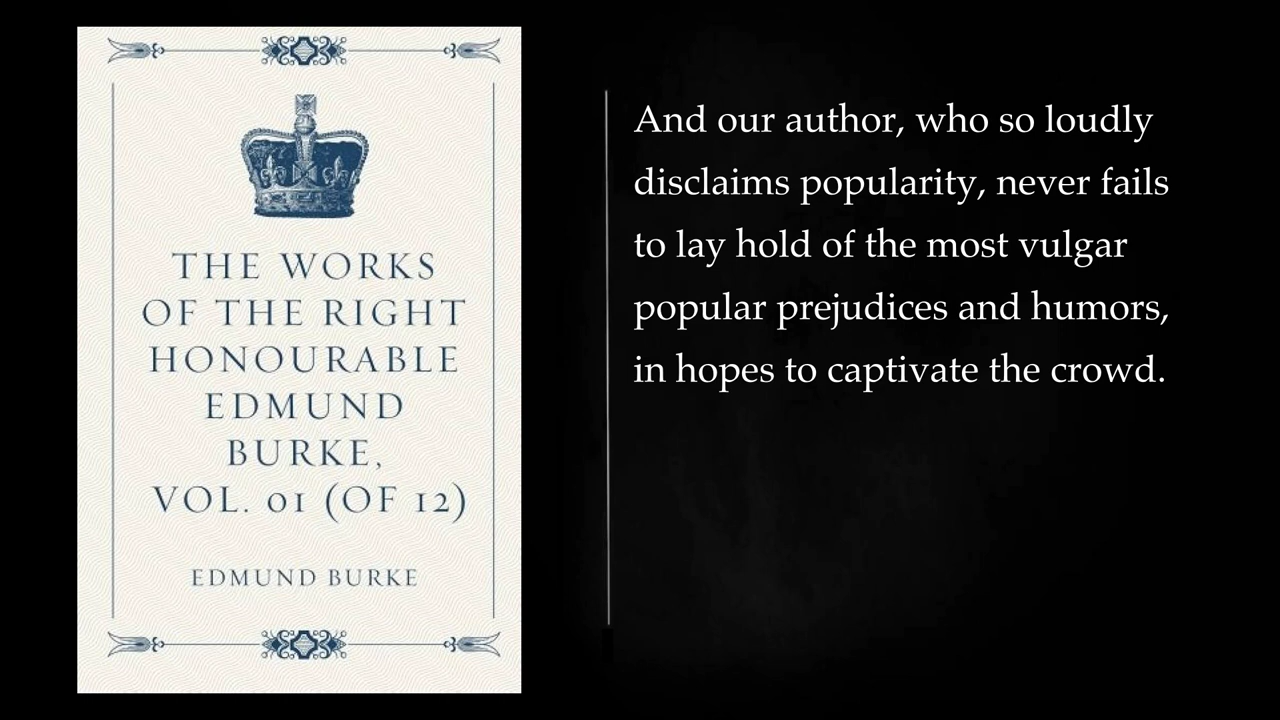 THE WORKS
OF THE RIGHT
HONOURABLE
EDMUND
BURKE,
VOL. 01 (OF 12)
EDMUND BURKE
And our author, who so loudly
disclaims popularity, never fails
to lay hold of the most vulgar
popular prejudices and humors,
in hopes to captivate the crowd.